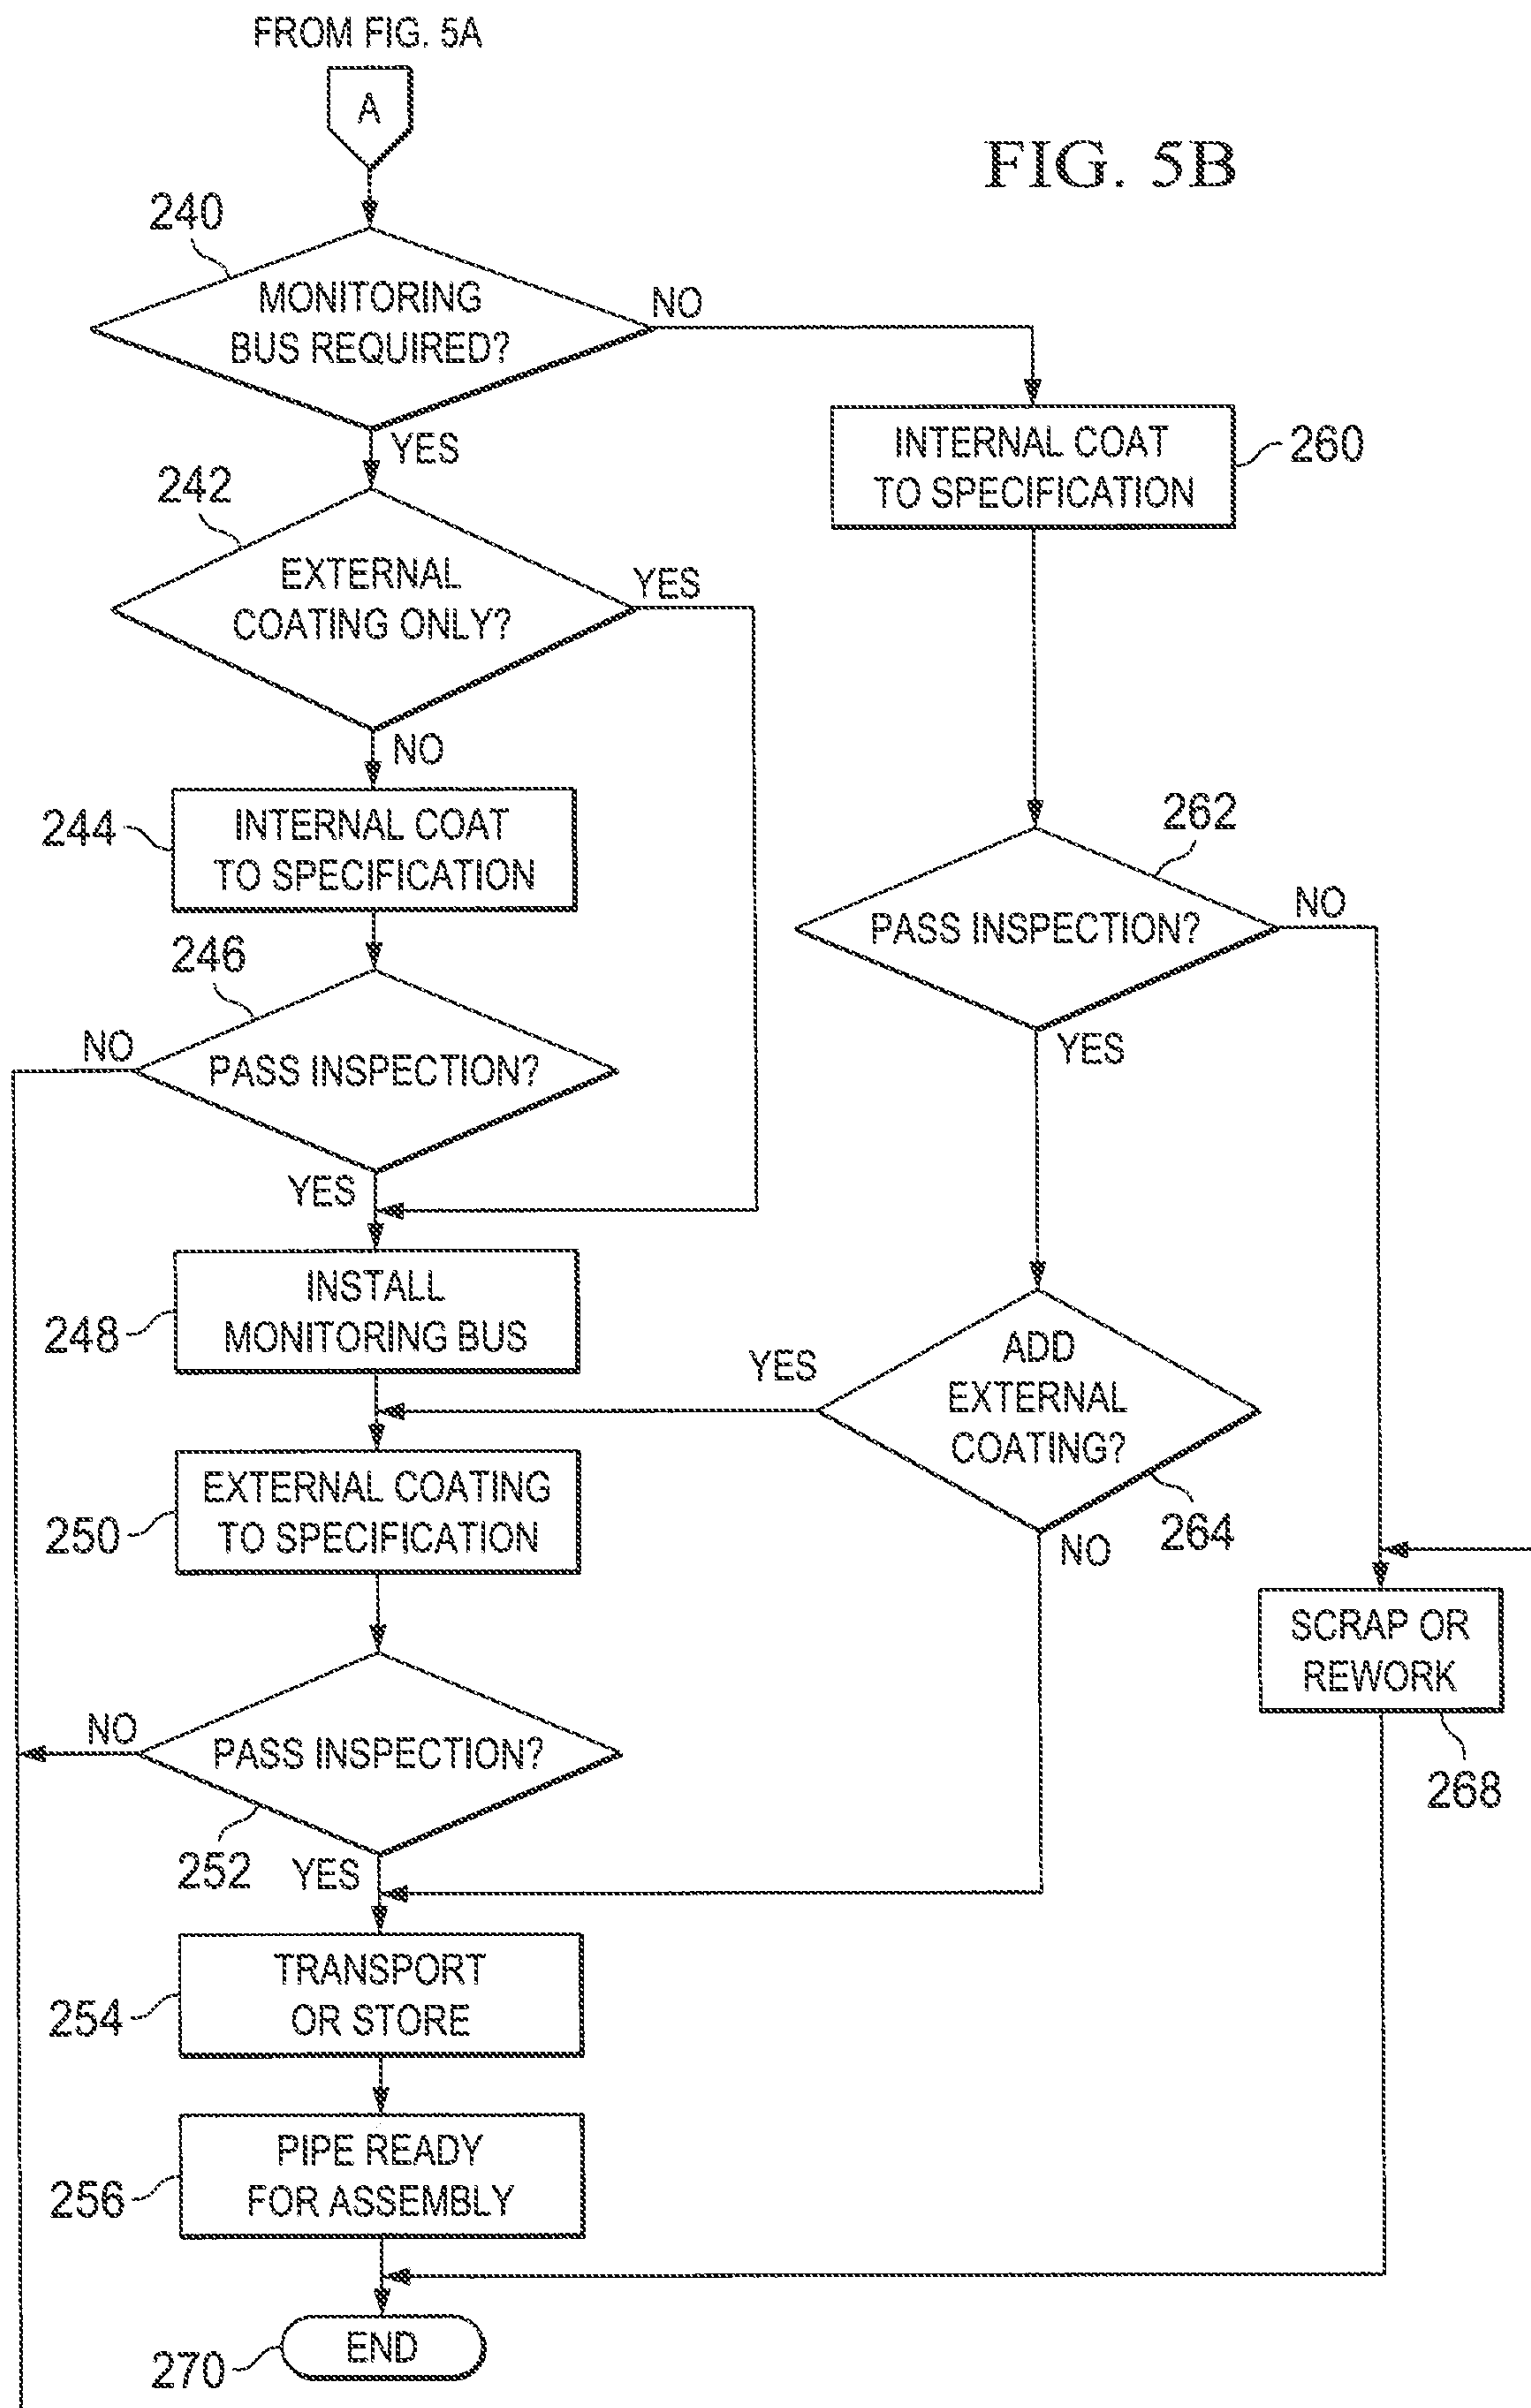 FROM FIG. 5A
A
FIG. 5B
240
MONITORING
BUS REQUIRED?
NO
YES
INTERNAL COAT
TO SPECIFICATION
260
242
EXTERNAL
COATING ONLY?
YES
NO
244
INTERNAL COAT
TO SPECIFICATION
262
PASS INSPECTION?
NO
YES
246
NO
PASS INSPECTION?
YES
248
INSTALL
MONITORING BUS
YES
ADD
EXTERNAL
COATING?
264
NO
250
EXTERNAL COATING
TO SPECIFICATION
SCRAP OR
REWORK
268
NO
PASS INSPECTION?
252
YES
254
TRANSPORT
OR STORE
256
PIPE READY
FOR ASSEMBLY
270
END